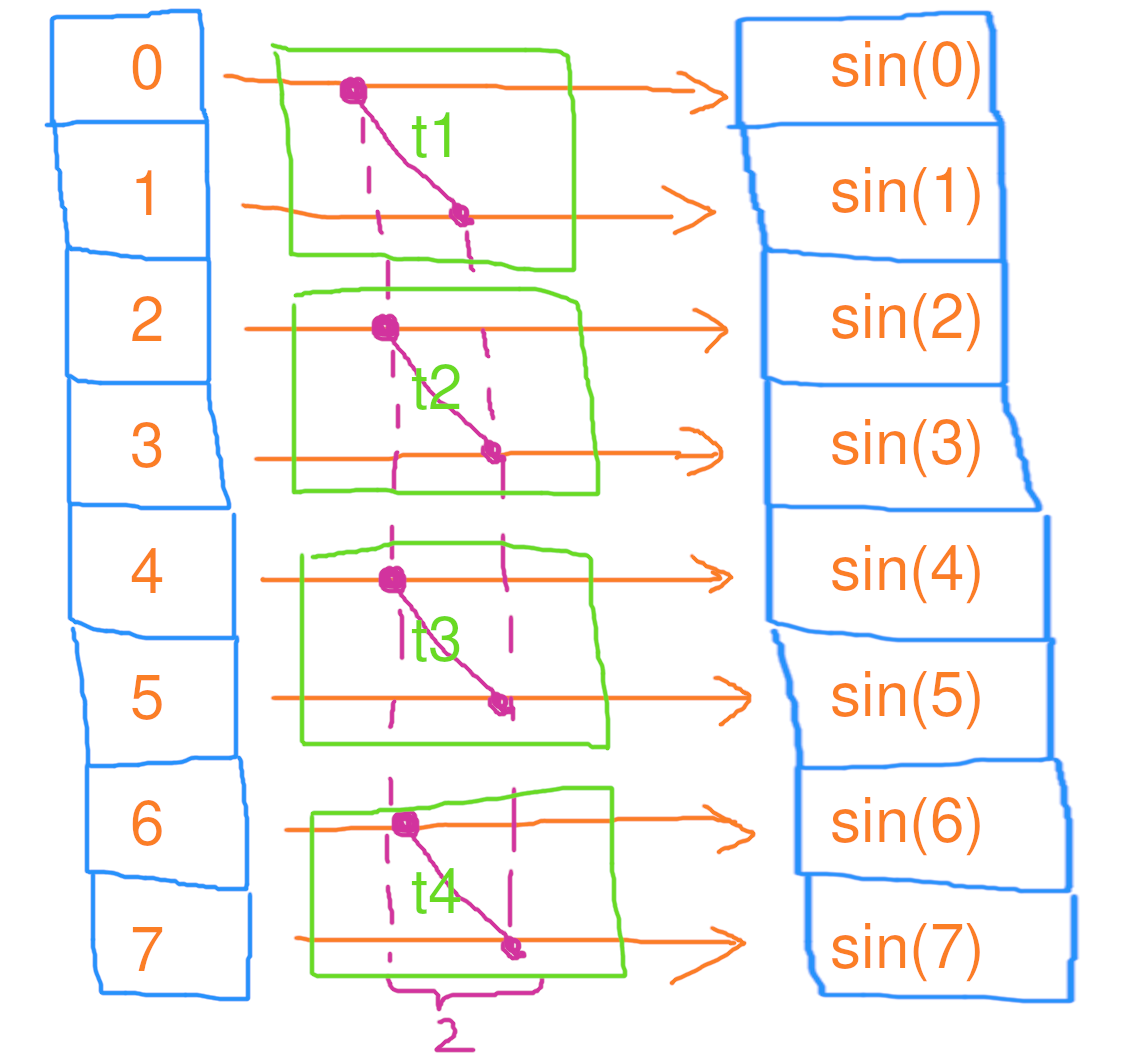 0 sin(0)
t1
1 sin(1)
2 sin(2)
t2
3 sin(3)
4 sin(4)
t3
5 sin(5)
6 sin(6)
t4
7 sin(7)
2